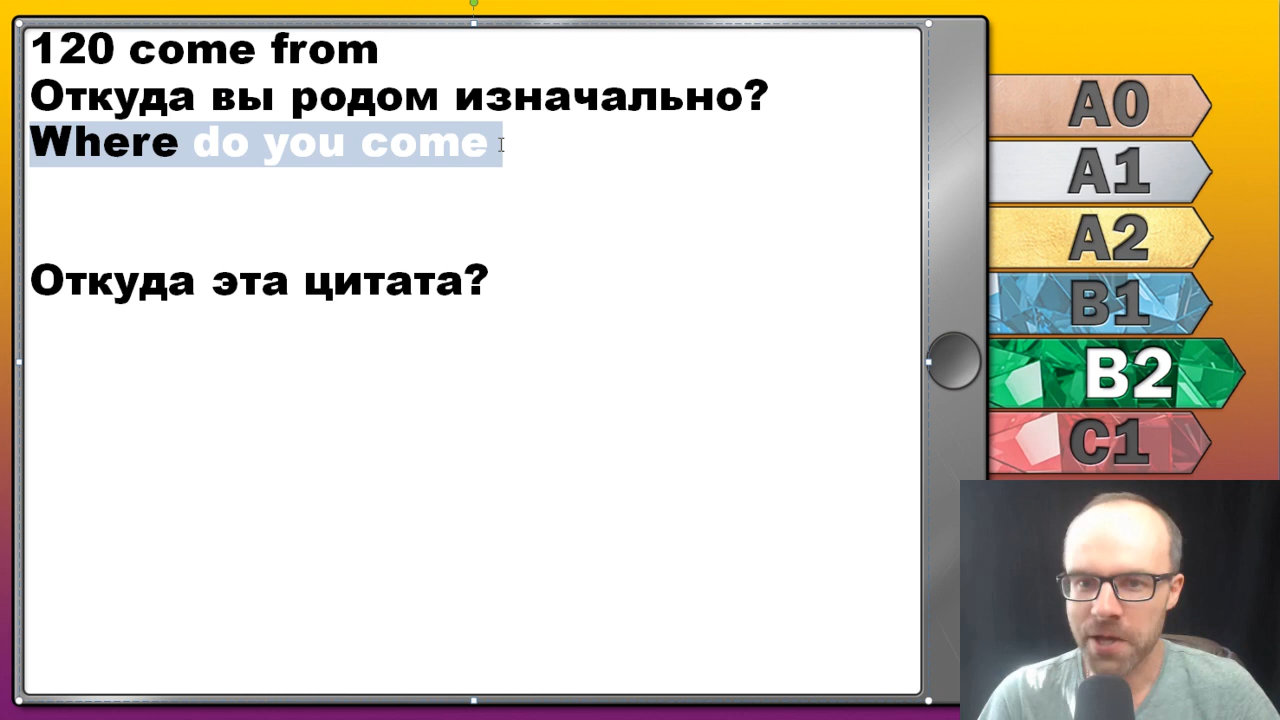 120 come from
Откуда вы родом изначально?
Where do you come
Откуда эта цитата?
A0
A1
A2
B1
B2
C1